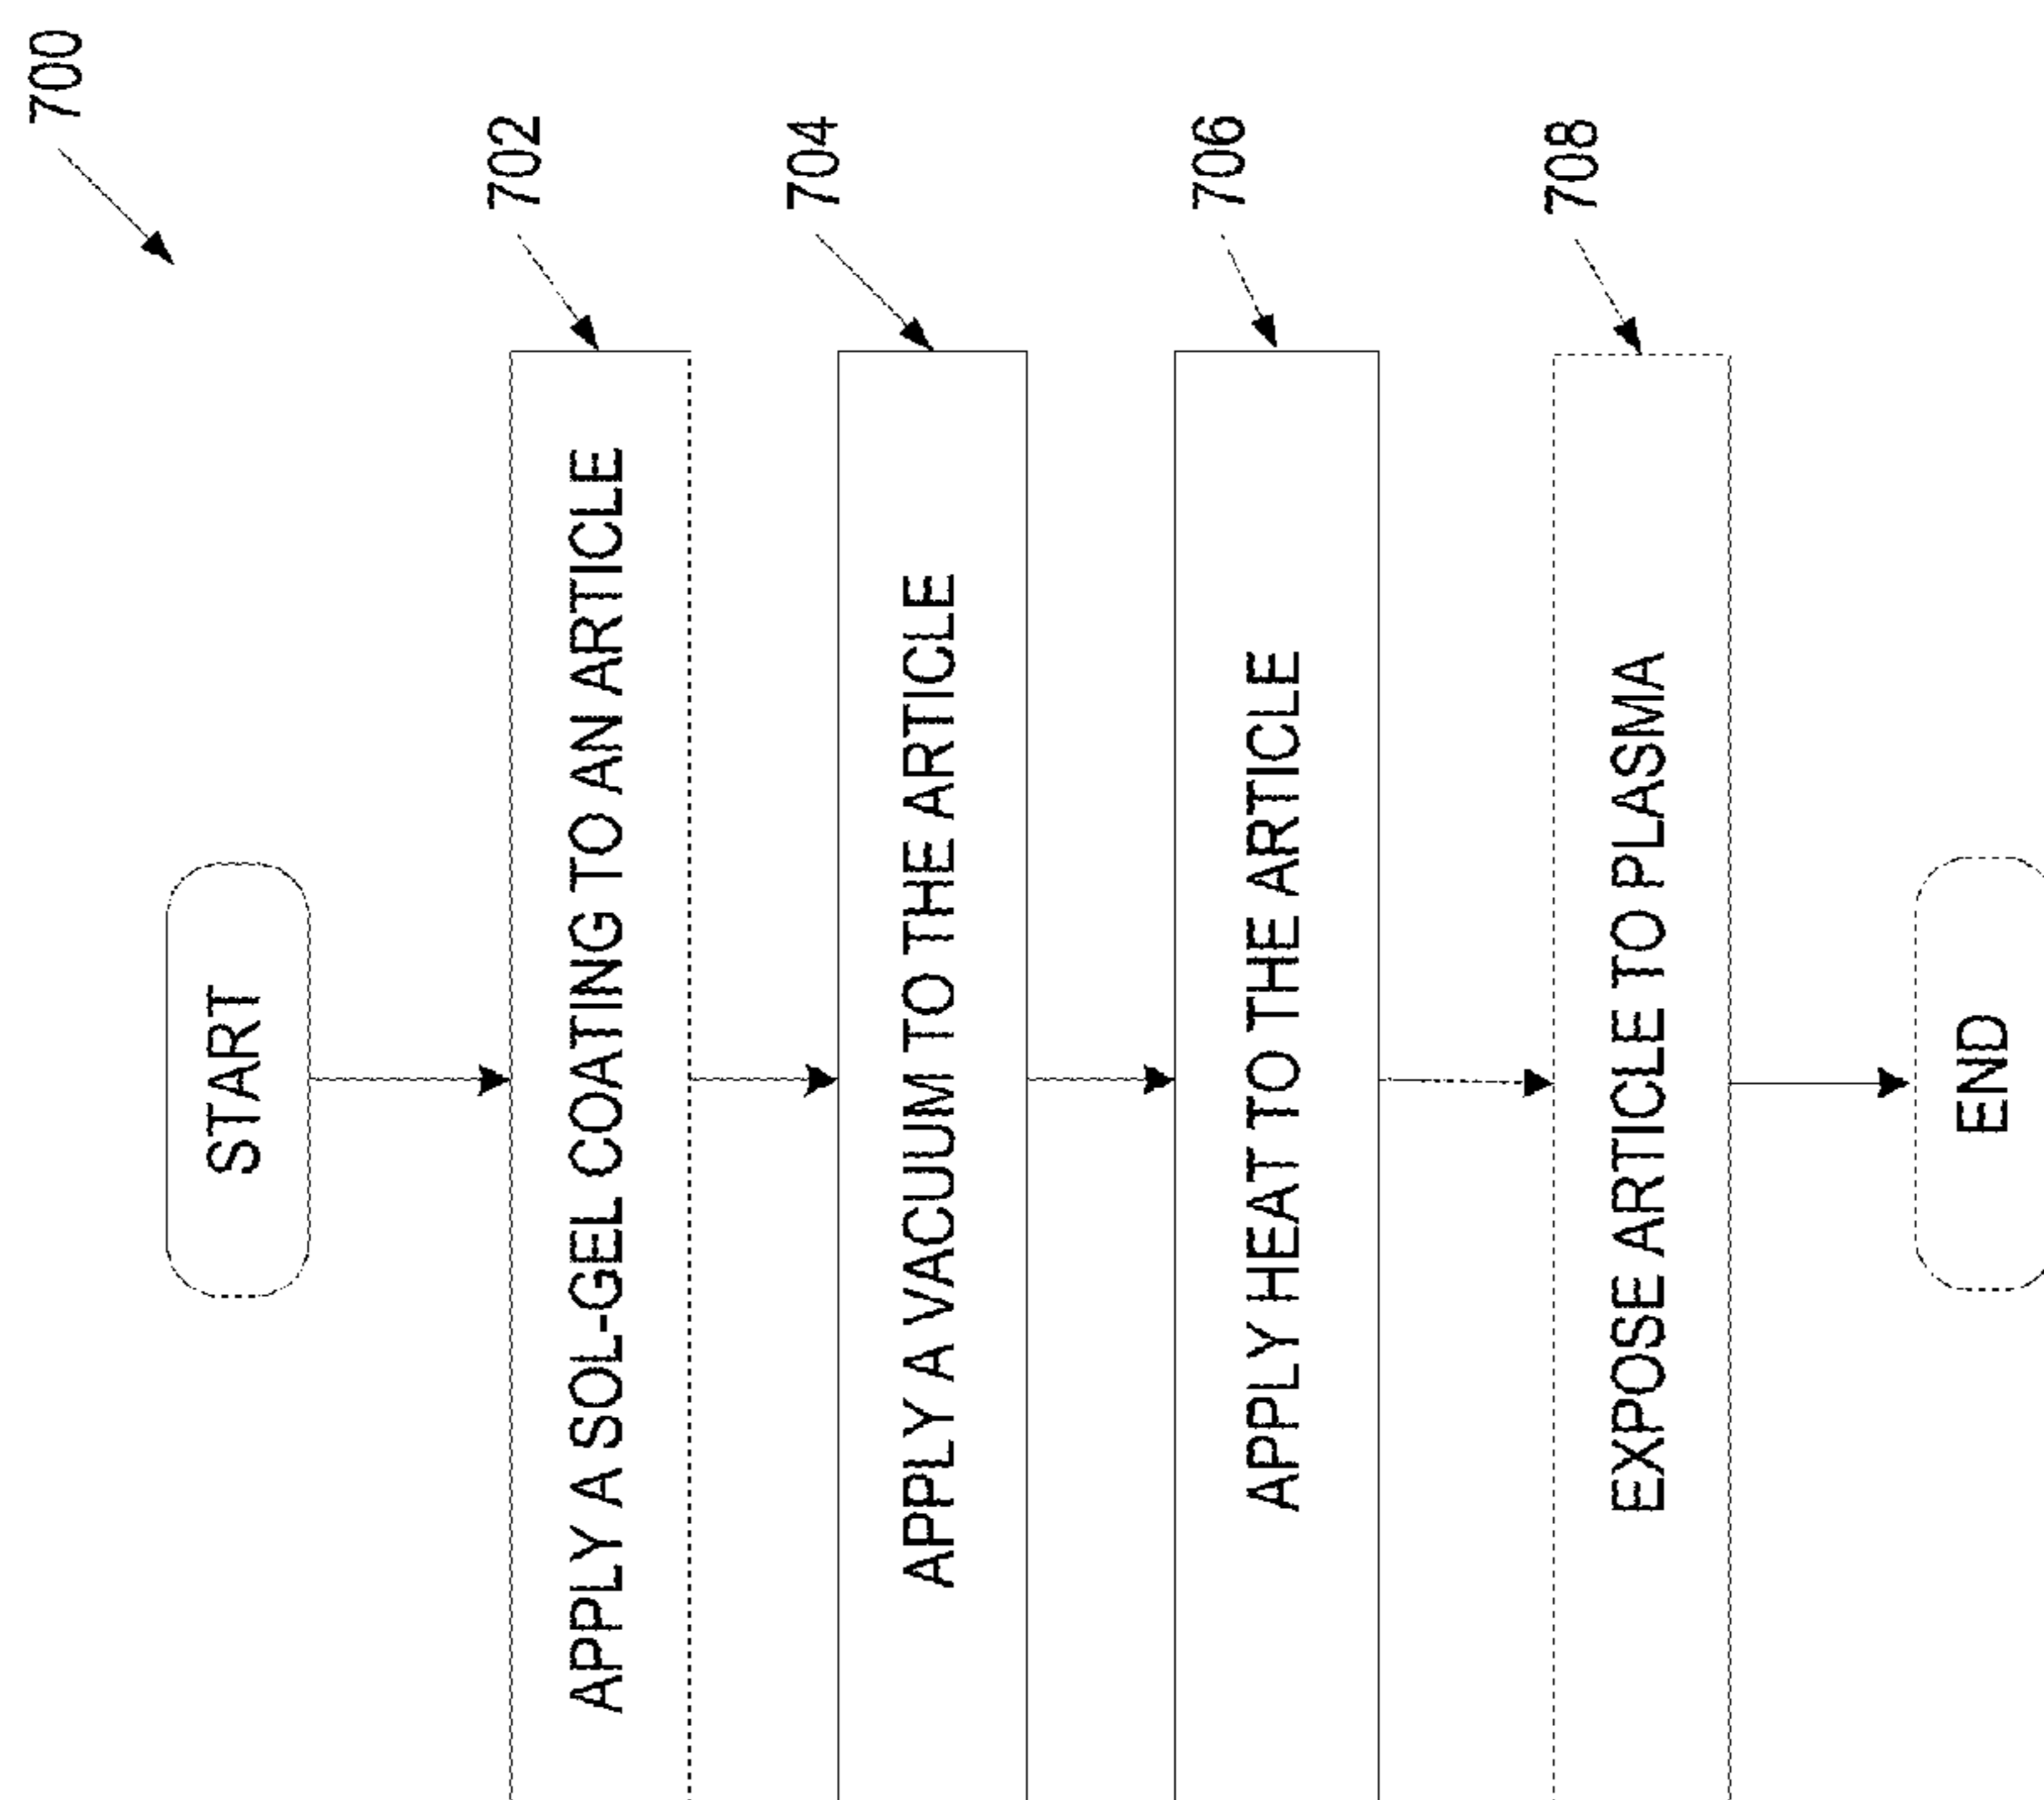 700
START
702
APPLY A SOL-GEL COATING TO AN ARTICLE
704
APPLY A VACUUM TO THE ARTICLE
706
APPLY HEAT TO THE ARTICLE
708
EXPOSE ARTICLE TO PLASMA
END